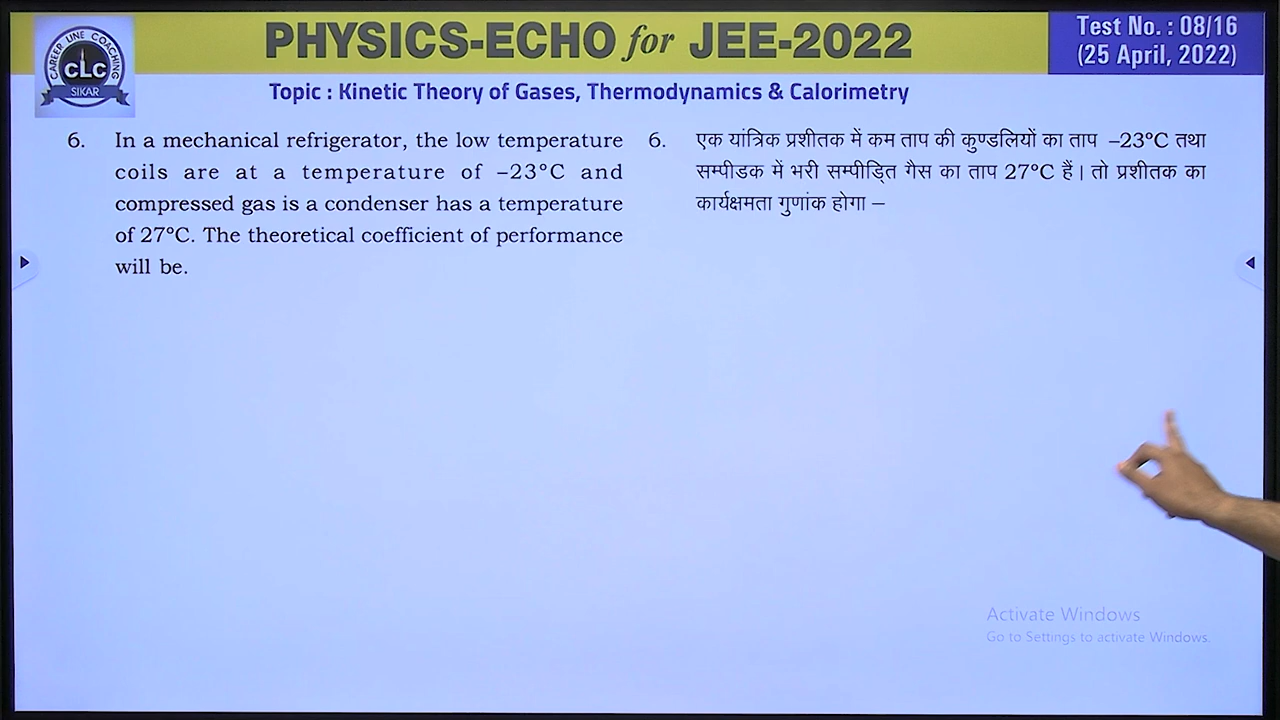 CAREER LINE COACHING
CLC
SIKAR
PHYSICS-ECHO for JEE-2022
Test No. : 08/16
(25 April, 2022)
Topic : Kinetic Theory of Gases, Thermodynamics & Calorimetry
6. In a mechanical refrigerator, the low temperature
coils are at a temperature of –23°C and
compressed gas is a condenser has a temperature
of 27°C. The theoretical coefficient of performance
will be.
6. एक यांत्रिक प्रशीतक में कम ताप की कुण्डलियों का ताप –23°C तथा
सम्पीडक में भरी सम्पीड़ित गैस का ताप 27°C हैं। तो प्रशीतक का
कार्यक्षमता गुणांक होगा –
Activate Windows
Go to Settings to activate Windows.